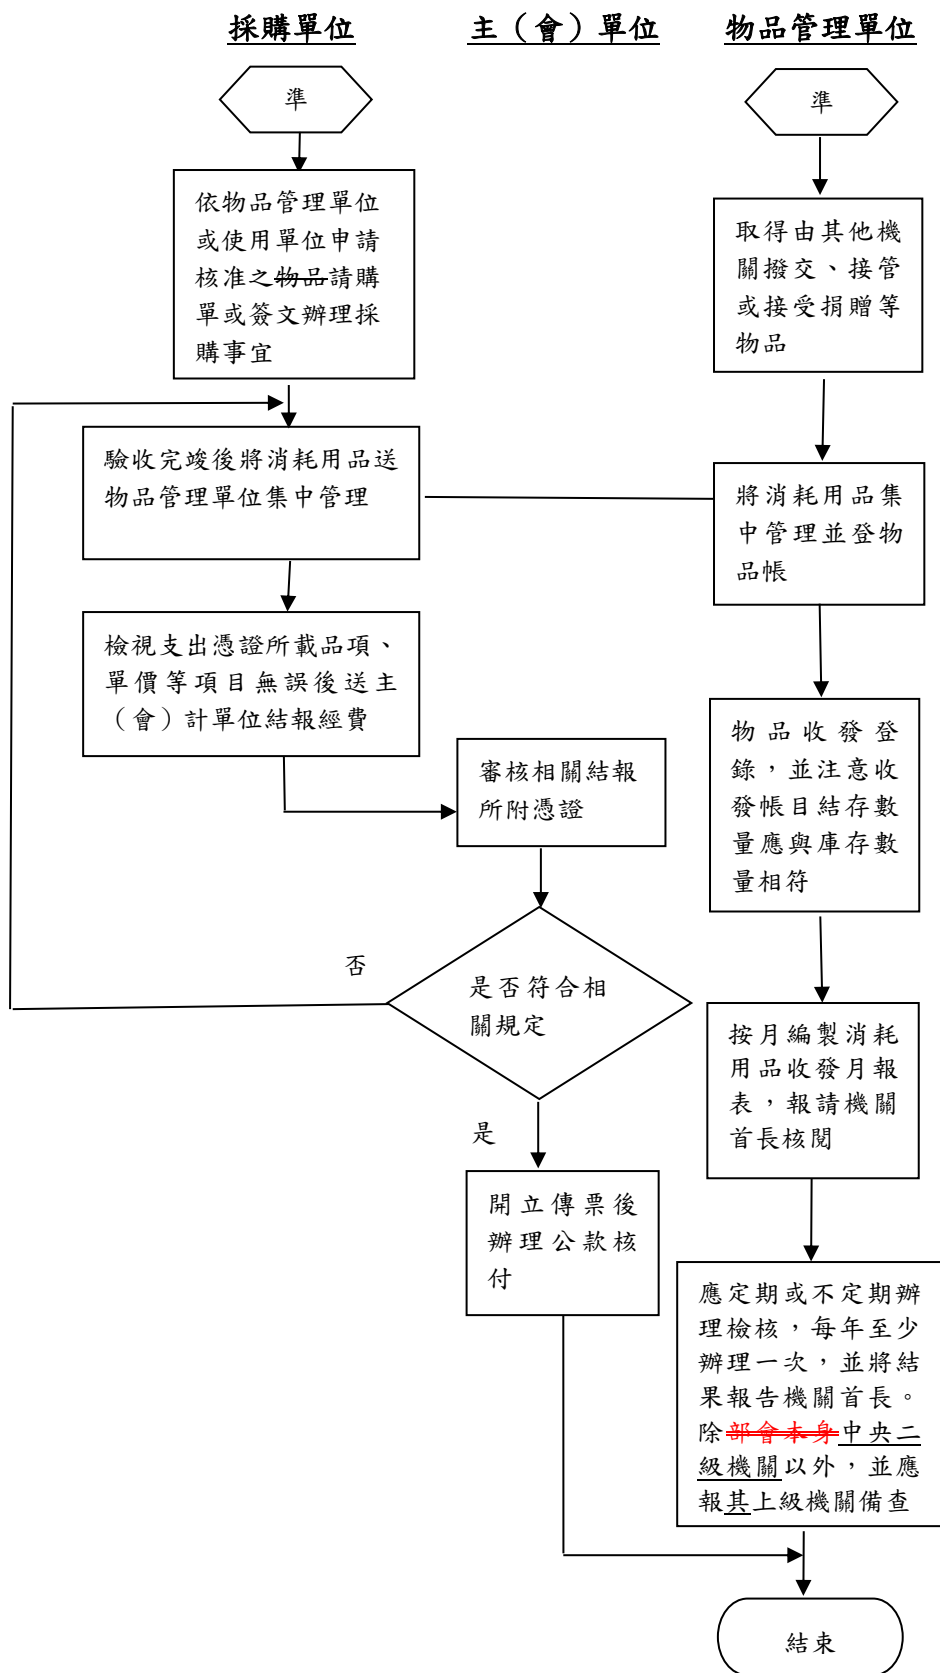 採購單位
主（會）單位
物品管理單位
準
準
依物品管理單位
或使用單位申請
核准之物品請購
單或簽文辦理採
購事宜
取得由其他機
關撥交、接管
或接受捐贈等
物品
驗收完竣後將消耗用品送
物品管理單位集中管理
將消耗用品集
中管理並登物
品帳
檢視支出憑證所載品項、
單價等項目無誤後送主
（會）計單位結報經費
物品收發登
錄，並注意收
發帳目結存數
量應與庫存數
量相符
審核相關結報
所附憑證
否
是否符合相
關規定
按月編製消耗
用品收發月報
表，報請機關
首長核閱
是
開立傳票後
辦理公款核
付
應定期或不定期辦
理檢核，每年至少
辦理一次，並將結
果報告機關首長。
除部會本身中央二
級機關以外，並應
報其上級機關備查
結束